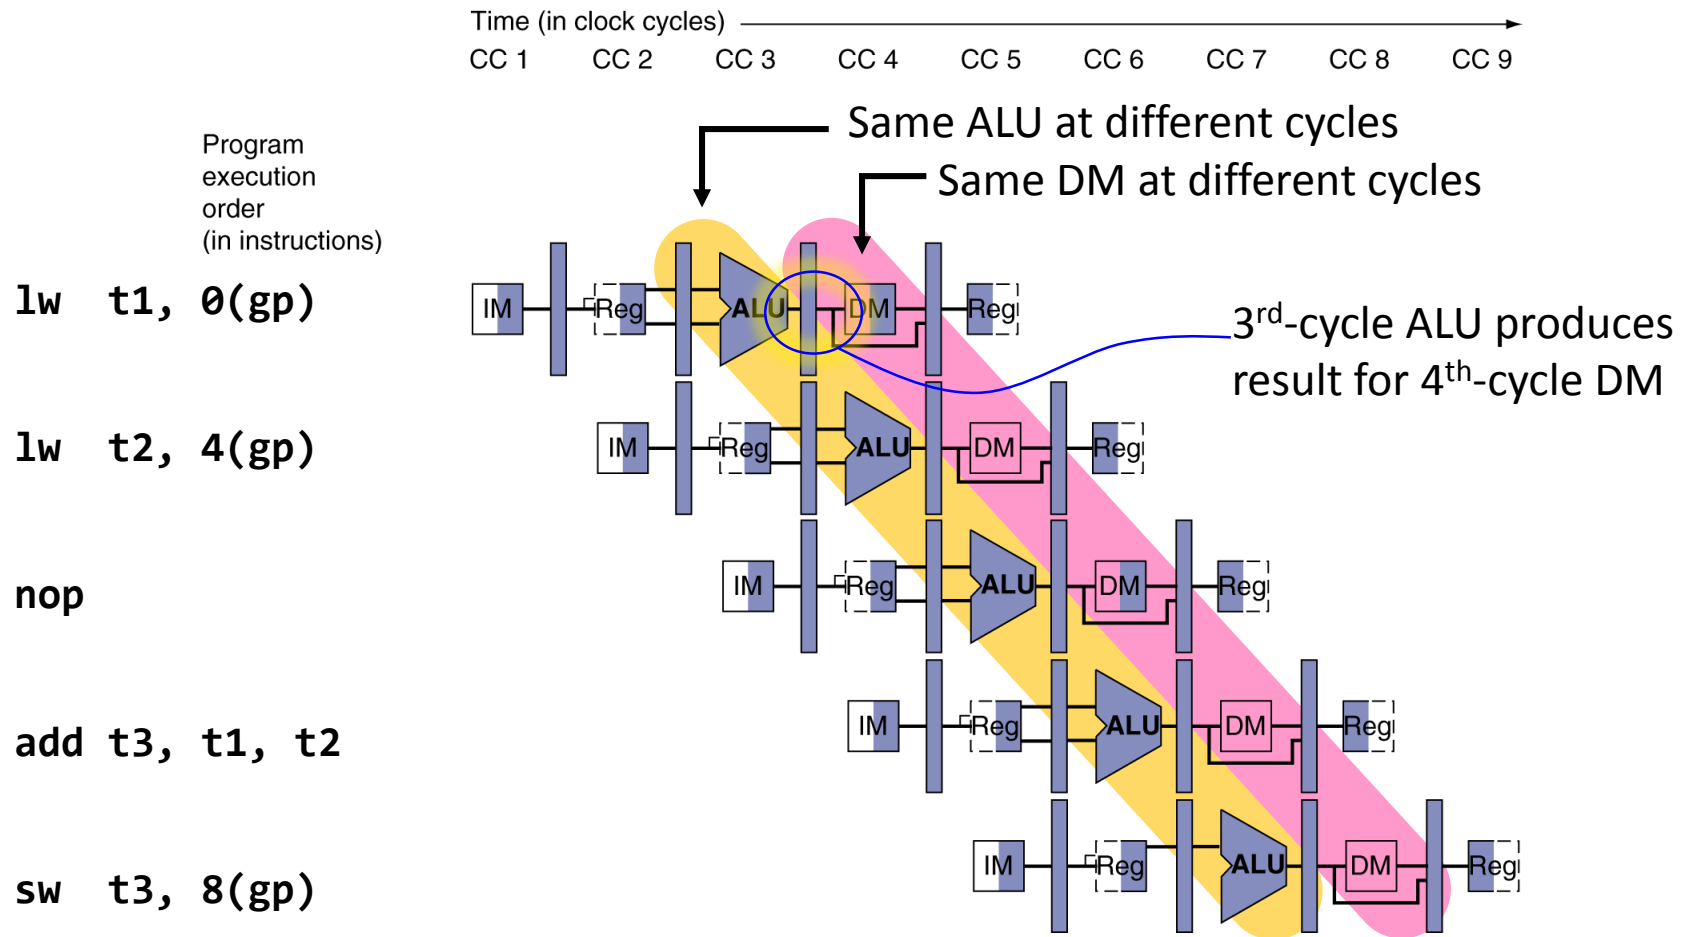 Time (in clock cycles)
CC 1 CC 2 CC 3 CC 4 CC 5 CC 6 CC 7 CC 8 CC 9
Same ALU at different cycles
Program
execution
order
(in instructions)
Same DM at different cycles
lw t1, 0(gp)
IM Reg ALU DM Reg
3rd-cycle ALU produces
result for 4th-cycle DM
lw t2, 4(gp)
IM Reg ALU DM Reg
nop
IM Reg ALU DM Reg
add t3, t1, t2
IM Reg ALU DM Reg
sw t3, 8(gp)
IM Reg ALU DM Reg